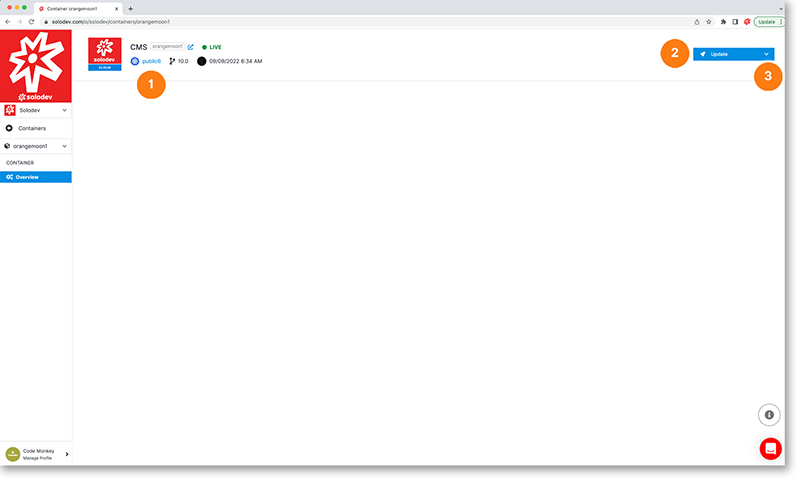 Container orangemoon1
solodev.com/o/solodev/containers/orangemoon1
Update
solodev
Solodev
Containers
orangemoon1
CONTAINER
Overview
solodev
CLOUD
CMS orangemoon1 LIVE
public6 10.0 09/09/2022 6:34 AM
1
2
Update
3
Code Monkey
Manage Profile